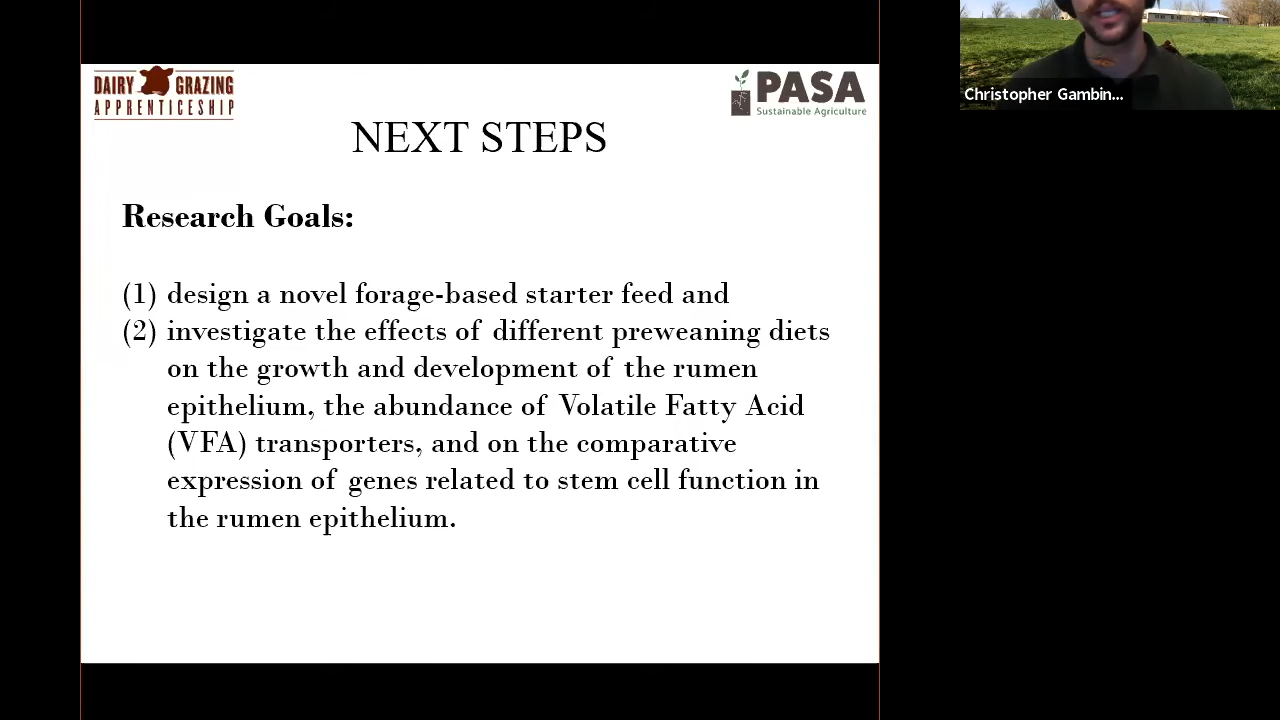 DAIRY GRAZING
APPRENTICESHIP
PASA
Sustainable Agriculture
Christopher Gambin...
NEXT STEPS
Research Goals:
(1) design a novel forage-based starter feed and
(2) investigate the effects of different preweaning diets
on the growth and development of the rumen
epithelium, the abundance of Volatile Fatty Acid
(VFA) transporters, and on the comparative
expression of genes related to stem cell function in
the rumen epithelium.